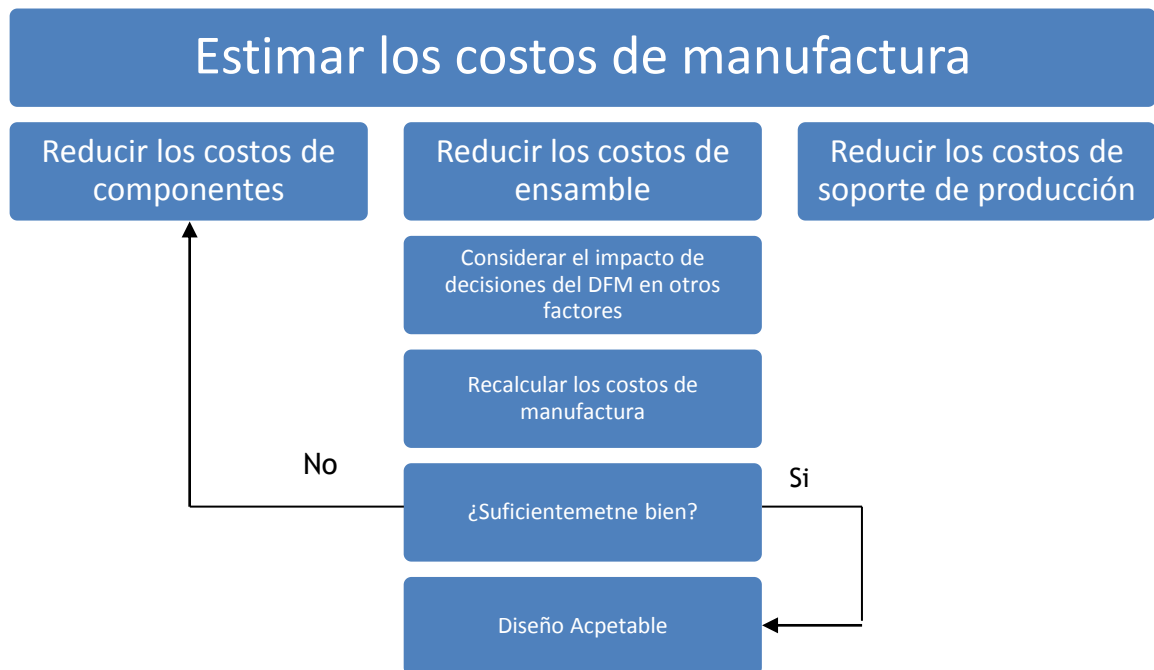 Estimar los costos de manufactura
Reducir los costos de
componentes
Reducir los costos de
ensamble
Reducir los costos de
soporte de producción
Considerar el impacto de
decisiones del DFM en otros
factores
Recalcular los costos de
manufactura
No
Si
¿Suficientemetne bien?
Diseño Acpetable